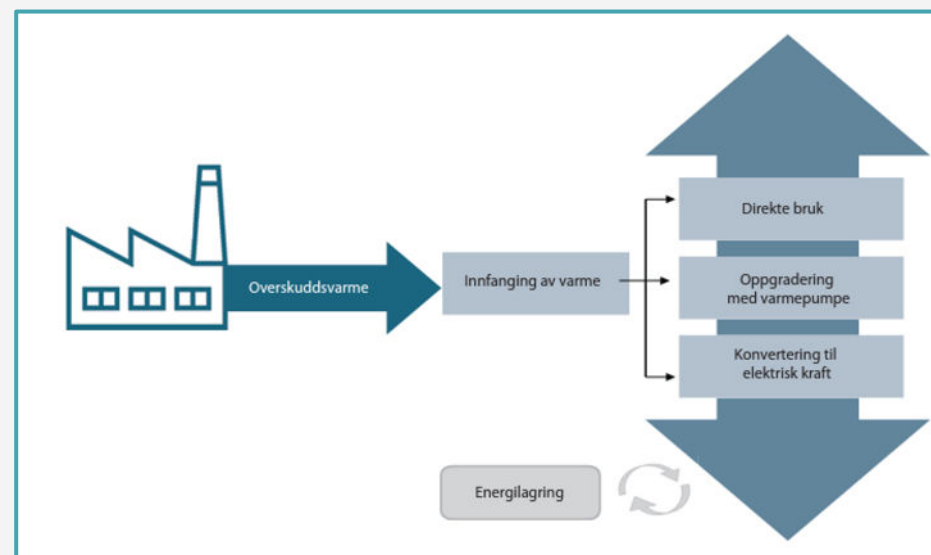 Overskuddsvarme
Innfanging av varme
Direkte bruk
Oppgradering
med varmepumpe
Konvertering til
elektrisk kraft
Energilagring